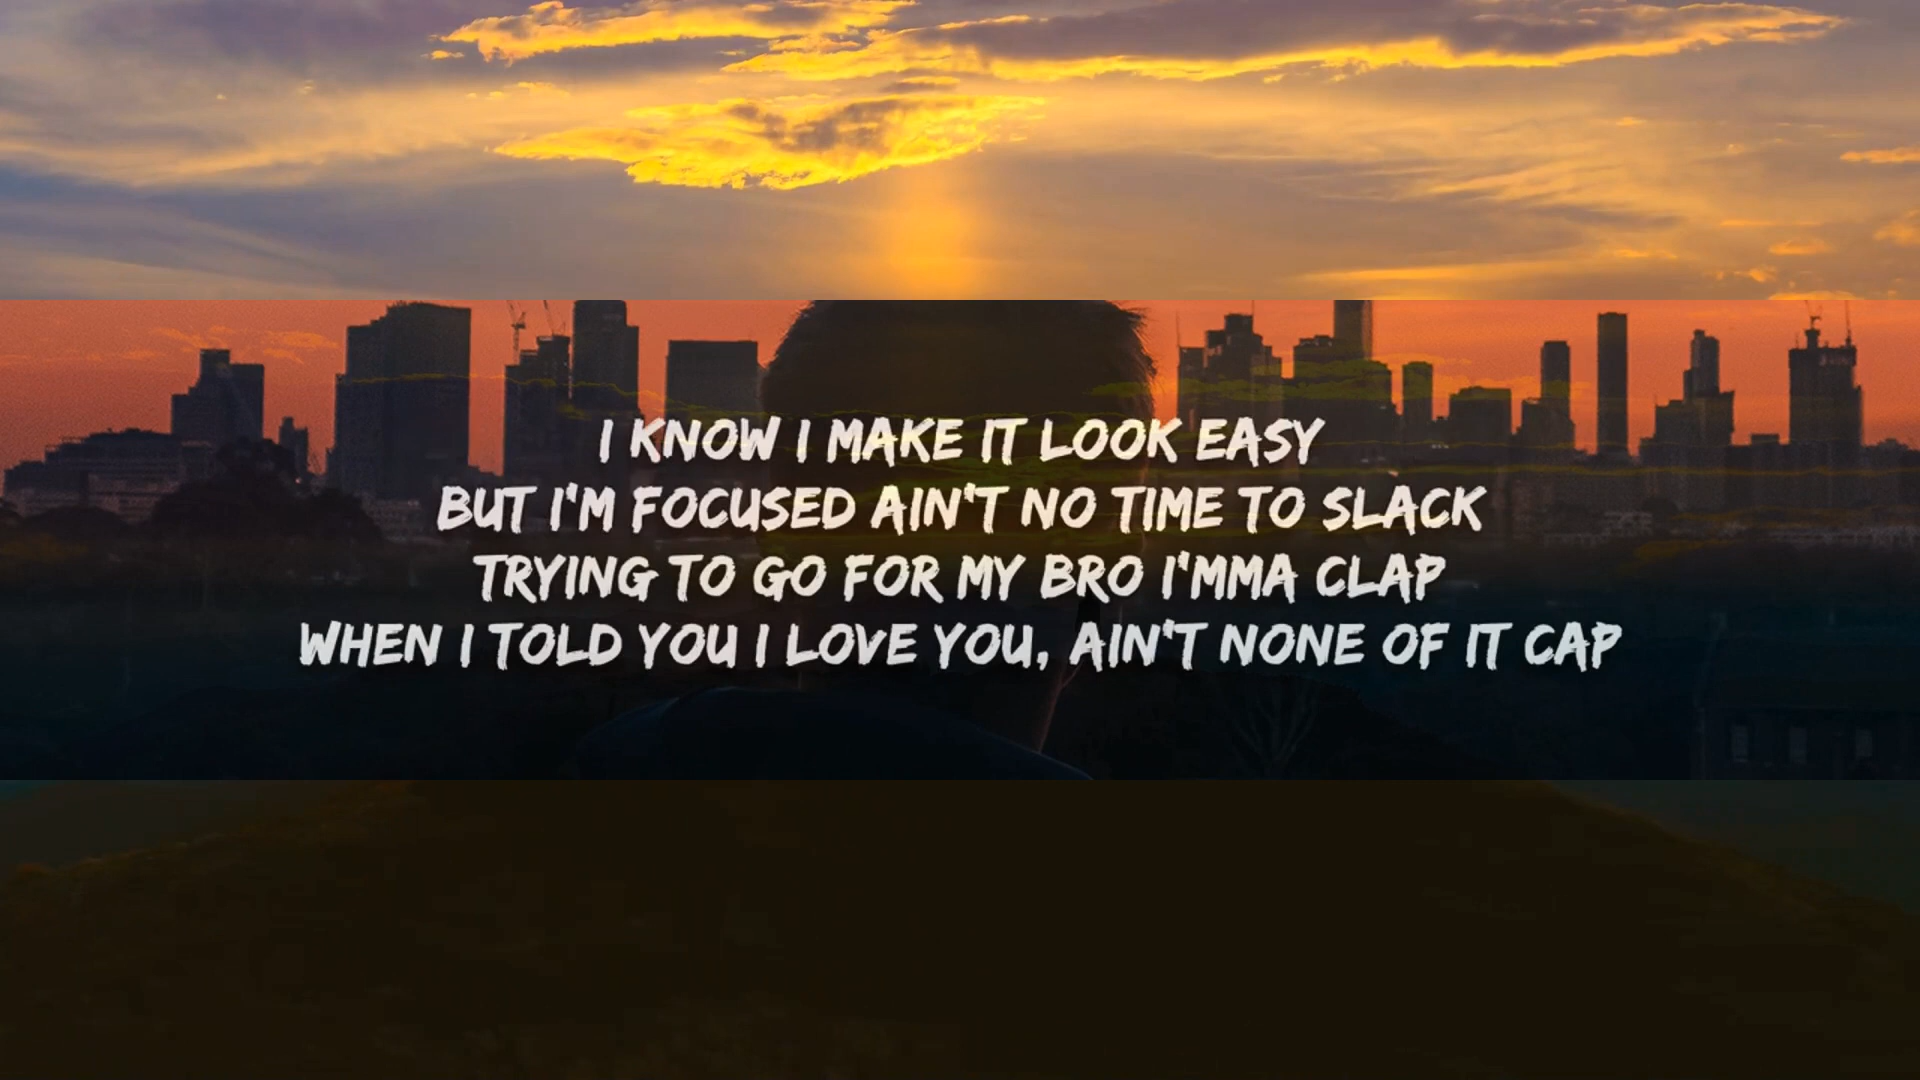 I KNOW I MAKE IT LOOK EASY
BUT I'M FOCUSED AIN'T NO TIME TO SLACK
TRYING TO GO FOR MY BRO I'MMA CLAP
WHEN I TOLD YOU I LOVE YOU, AIN'T NONE OF IT CAP